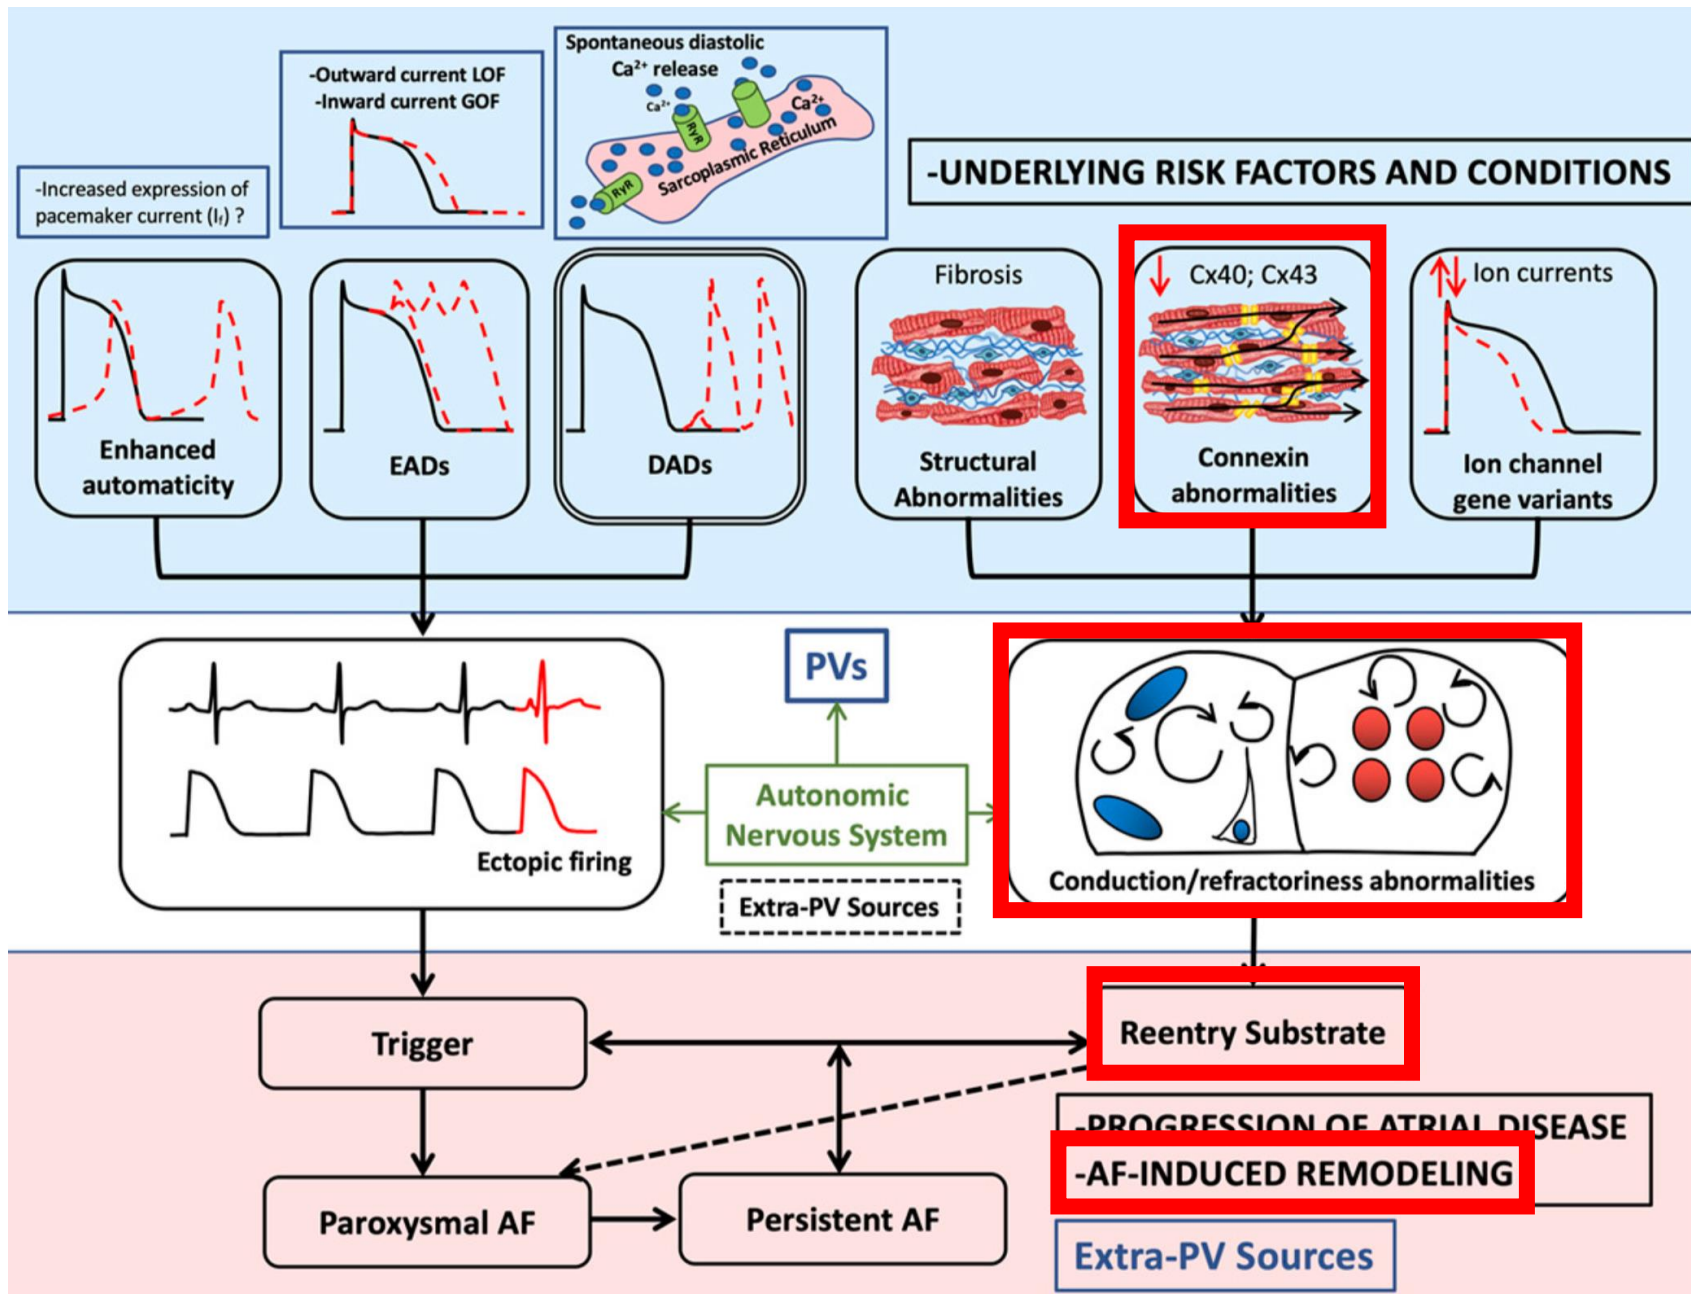 -Increased expression of
pacemaker current (If) ?
-Outward current LOF
-Inward current GOF
Spontaneous diastolic
Ca²⁺ release
Ca²⁺
Ca²⁺
RyR
RyR
Sarcoplasmic Reticulum
-UNDERLYING RISK FACTORS AND CONDITIONS
Enhanced
automaticity
EADs
DADs
Fibrosis
Structural
Abnormalities
Cx40; Cx43
Connexin
abnormalities
Ion currents
Ion channel
gene variants
Ectopic firing
PVs
Autonomic
Nervous System
Extra-PV Sources
Conduction/refractoriness abnormalities
Trigger
Reentry Substrate
Paroxysmal AF
Persistent AF
-PROGRESSION OF ATRIAL DISEASE
-AF-INDUCED REMODELING
Extra-PV Sources